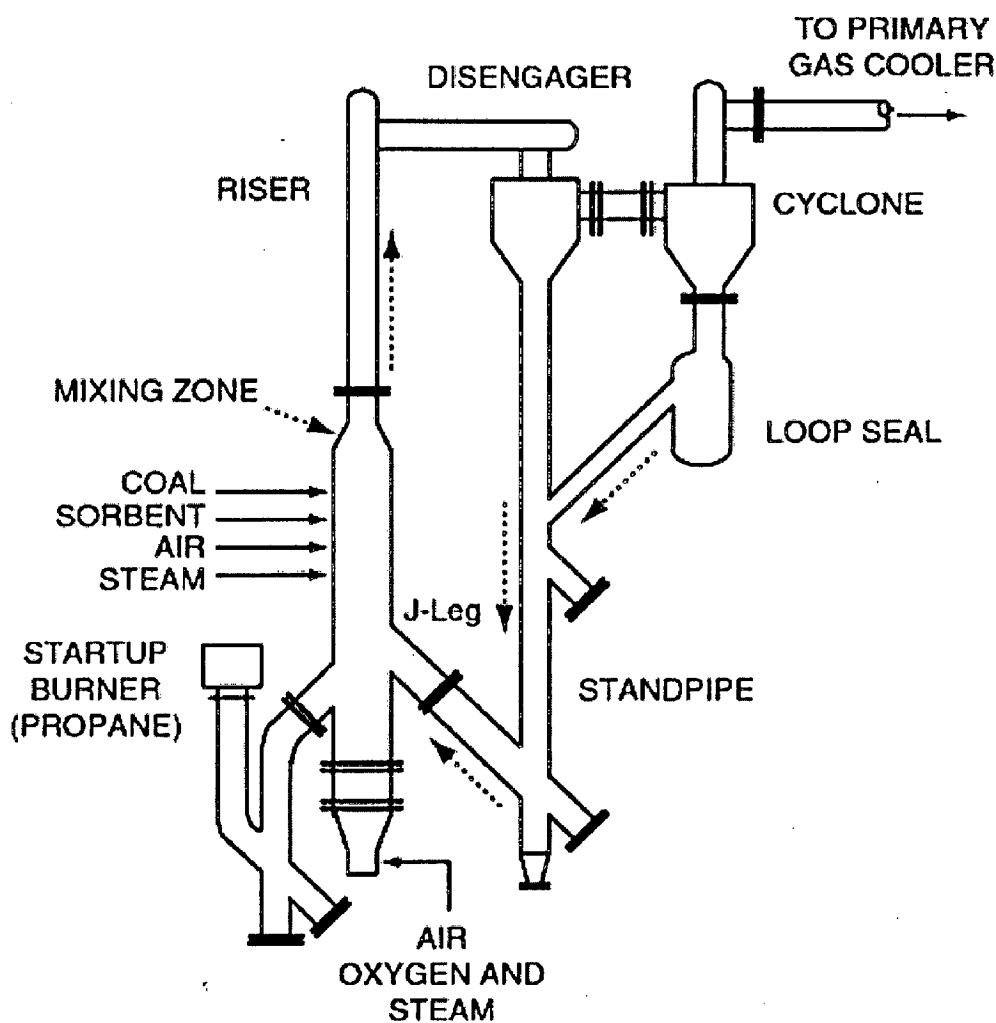 TO PRIMARY
GAS COOLER
DISENGAGER
RISER
CYCLONE
MIXING ZONE
LOOP SEAL
COAL
SORBENT
AIR
STEAM
J-Leg
STARTUP
BURNER
(PROPANE)
STANDPIPE
AIR
OXYGEN AND
STEAM